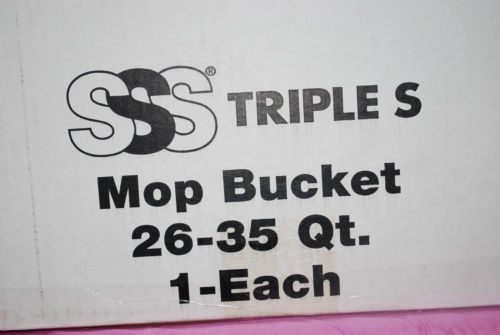 SSS® TRIPLE S
Mop Bucket
26-35 Qt.
1-Each